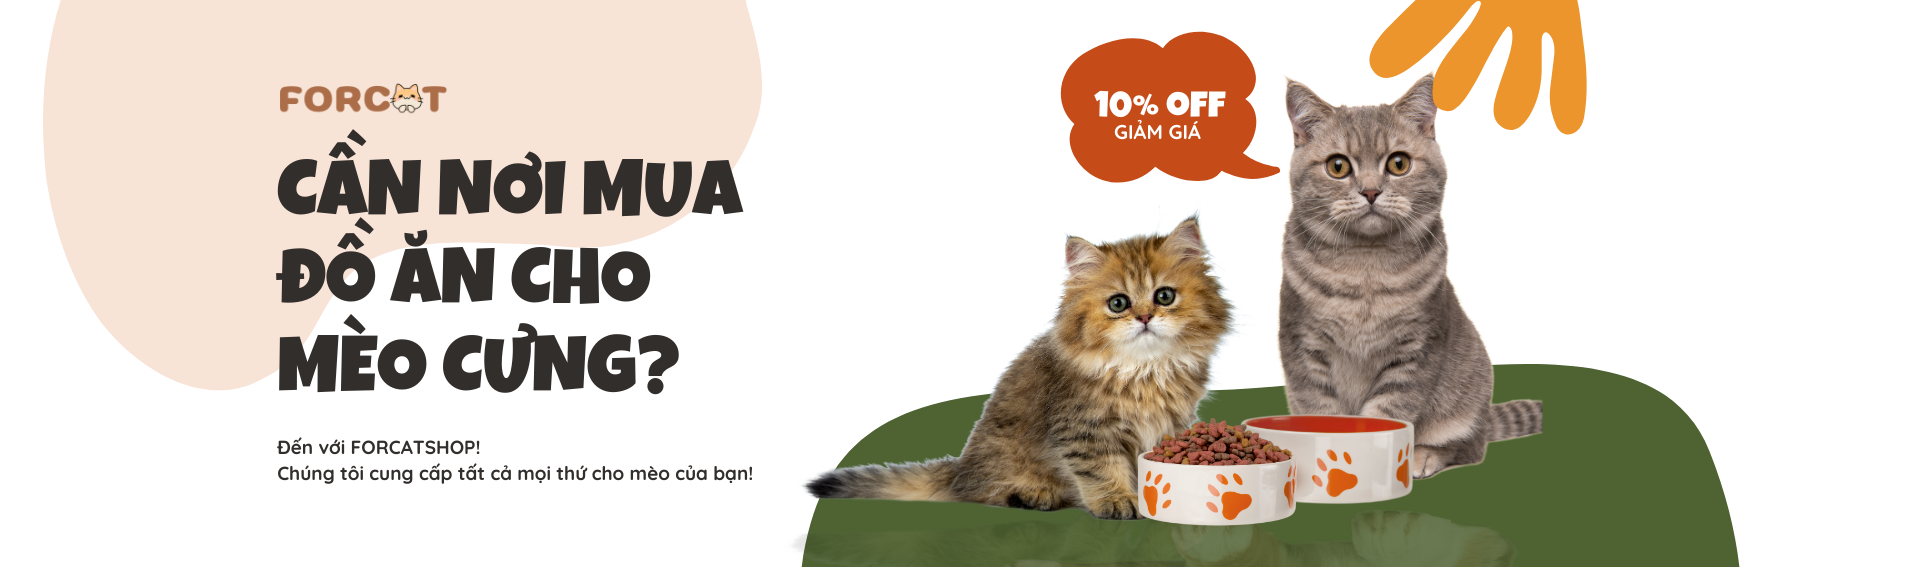 FORCAT
CẦN NƠI MUA
ĐỒ ĂN CHO
MÈO CƯNG?
Đến với FORCATSHOP!
Chúng tôi cung cấp tất cả mọi thứ cho mèo của bạn!
10% OFF
GIẢM GIÁ